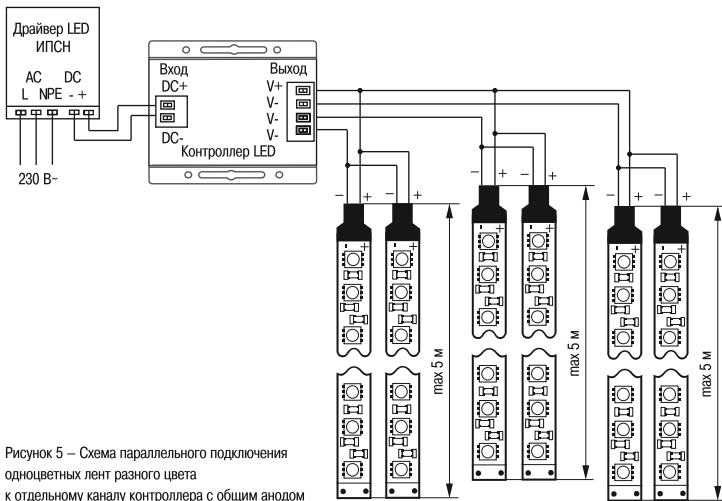 Драйвер LED
ИПСН
AC DC
L NPE - +
230 В~
Вход
DC+
DC-
Выход
V+
V-
V-
V-
Контроллер LED
- +
- +
- +
- +
- +
- +
max 5 м
max 5 м
max 5 м
Рисунок 5 – Схема параллельного подключения
одноцветных лент разного цвета
к отдельному каналу контроллера с общим анодом